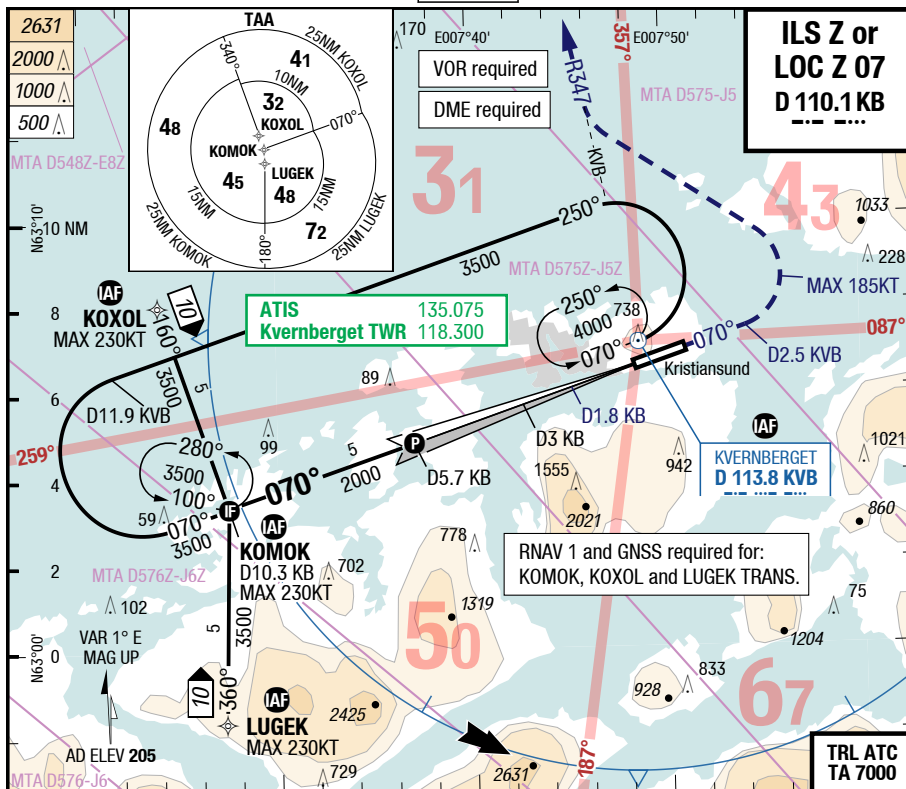 2631
2000
1000
500
TAA
340°
41
25NM KOXOL
10NM
32
KOXOL
070°
48
KOMOK
LUGEK
45
48
15NM
15NM
72
25NM KOMOK
180°
25NM LUGEK
170
E007°40'
357°
E007°50'
VOR required
DME required
R347
KVB
MTA D575-J5
ILS Z or
LOC Z 07
D 110.1 KB
MTA D548Z-E8Z
31
43
1033
N63°10'
10 NM
250°
3500
MTA D575Z-J5Z
228
MAX 185KT
IAF
KOXOL
MAX 230KT
10
160°
3500
5
8
ATIS 135.075
Kvernberget TWR 118.300
250°
4000
738
070°
070°
087°
D2.5 KVB
Kristiansund
6
D11.9 KVB
89
D1.8 KB
D3 KB
IAF
KVERNBERGET
D 113.8 KVB
1021
259°
99
280°
3500
100°
5
P
2000
D5.7 KB
1555
942
2021
860
4
59
070°
3500
IF
070°
IAF
KOMOK
D10.3 KB
MAX 230KT
778
RNAV 1 and GNSS required for:
KOMOK, KOXOL and LUGEK TRANS.
2
MTA D576Z-J6Z
702
102
1319
75
50
1204
VAR 1° E
MAG UP
5
3500
N63°00'
0
833
928
67
10
360°
IAF
LUGEK
MAX 230KT
2425
AD ELEV 205
187°
2631
729
MTA D576-J6
TRL ATC
TA 7000